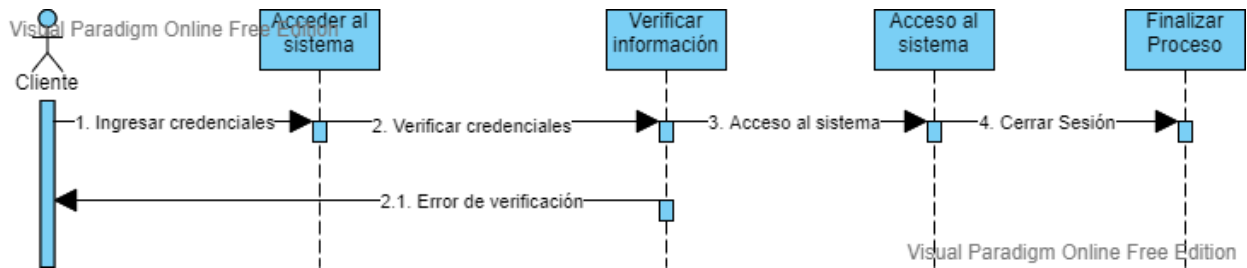 Visual Paradigm Online Free Edition
Cliente
Acceder al
sistema
Verificar
información
Acceso al
sistema
Finalizar
Proceso
1. Ingresar credenciales
2. Verificar credenciales
3. Acceso al sistema
4. Cerrar Sesión
2.1. Error de verificación
Visual Paradigm Online Free Edition